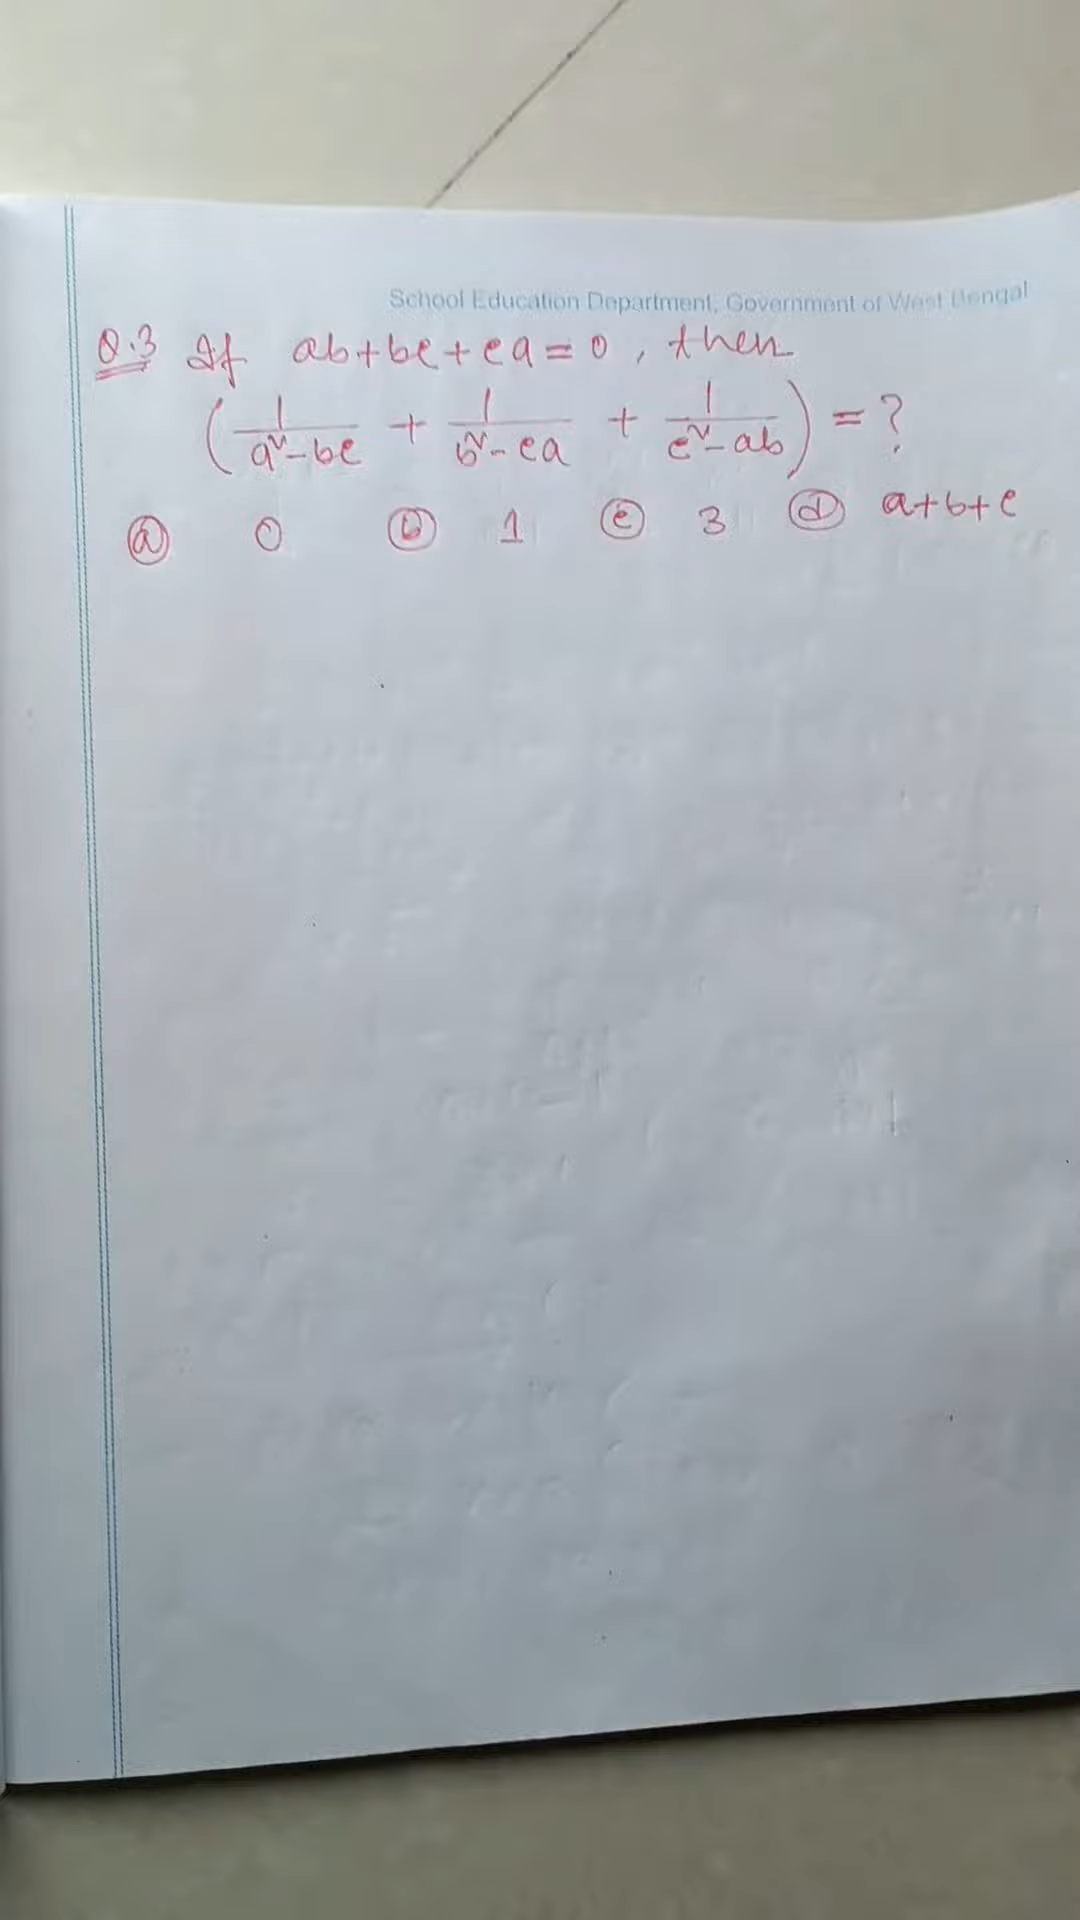 School Education Department, Government of West Bengal
Q.3 If ab+bc+ca=0, then
(1/(a²-bc) + 1/(b²-ca) + 1/(c²-ab)) = ?
ⓐ 0 ⓑ 1 ⓒ 3 ⓓ a+b+c